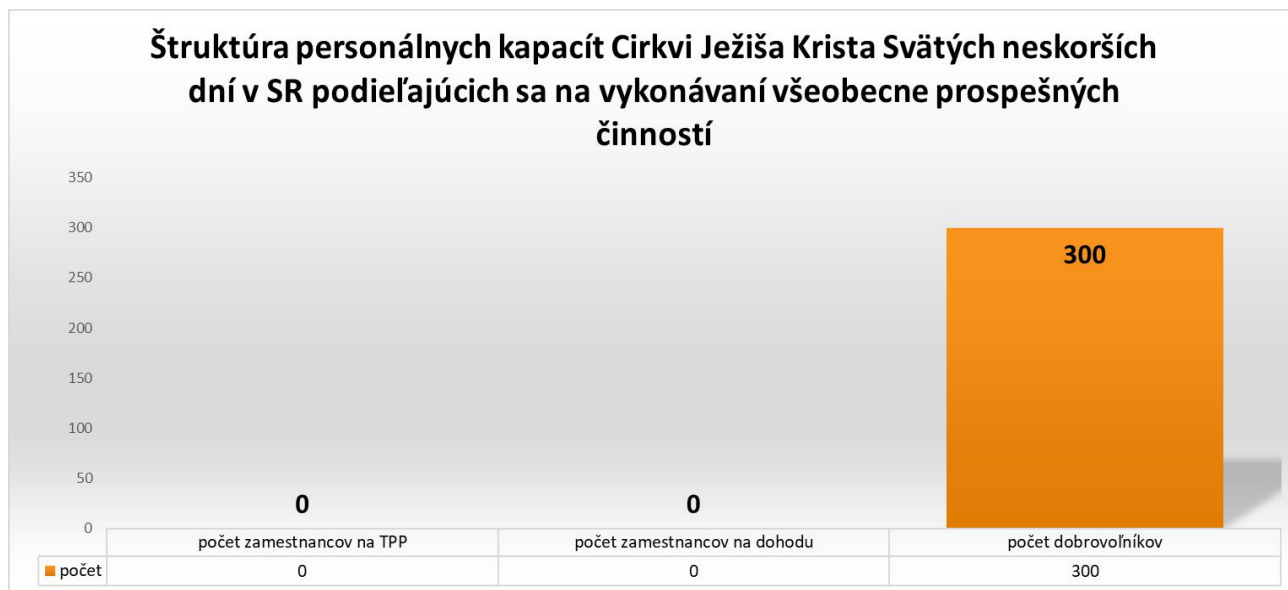 Štruktúra personálnych kapacít Cirkvi Ježiša Krista Svätých neskorších
dní v SR podieľajúcich sa na vykonávaní všeobecne prospešných
činností
350
300
250
200
150
100
50
0
0
0
300
počet zamestnancov na TPP
počet zamestnancov na dohodu
počet dobrovoľníkov
počet
0
0
300